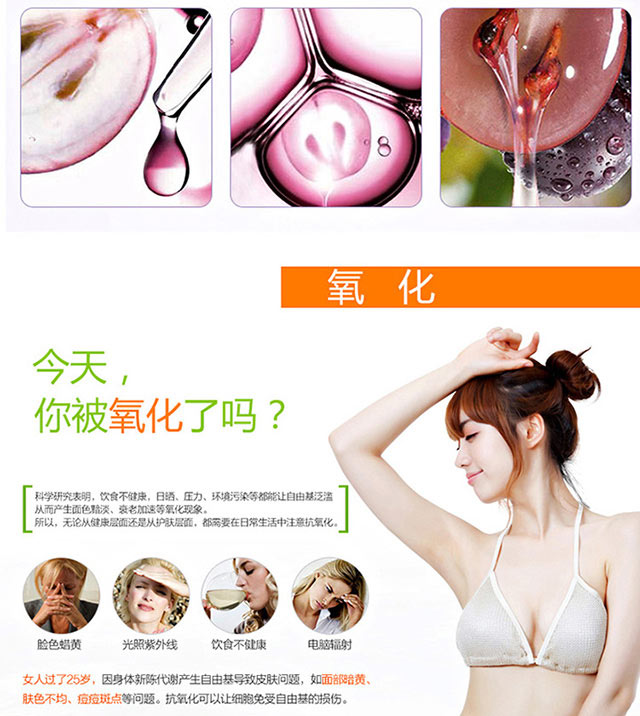 氧 化
今天，
你被氧化了吗？
科学研究表明，饮食不健康，日晒、压力、环境污染等都能让自由基泛滥
从而产生面色黯淡、衰老加速等氧化现象。
所以，无论从健康层面还是从护肤层面，都需要在日常生活中注意抗氧化。
脸色蜡黄 光照紫外线 饮食不健康 电脑辐射
女人过了25岁，因身体新陈代谢产生自由基导致皮肤问题，如面部暗黄、
肤色不均、痘痘斑点等问题。抗氧化可以让细胞免受自由基的损伤。